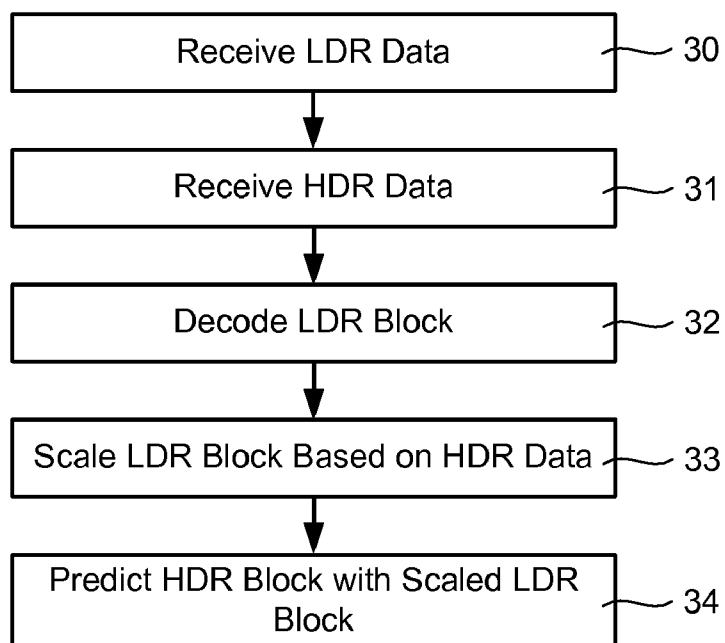 Receive LDR Data 30
Receive HDR Data 31
Decode LDR Block 32
Scale LDR Block Based on HDR Data 33
Predict HDR Block with Scaled LDR
Block 34